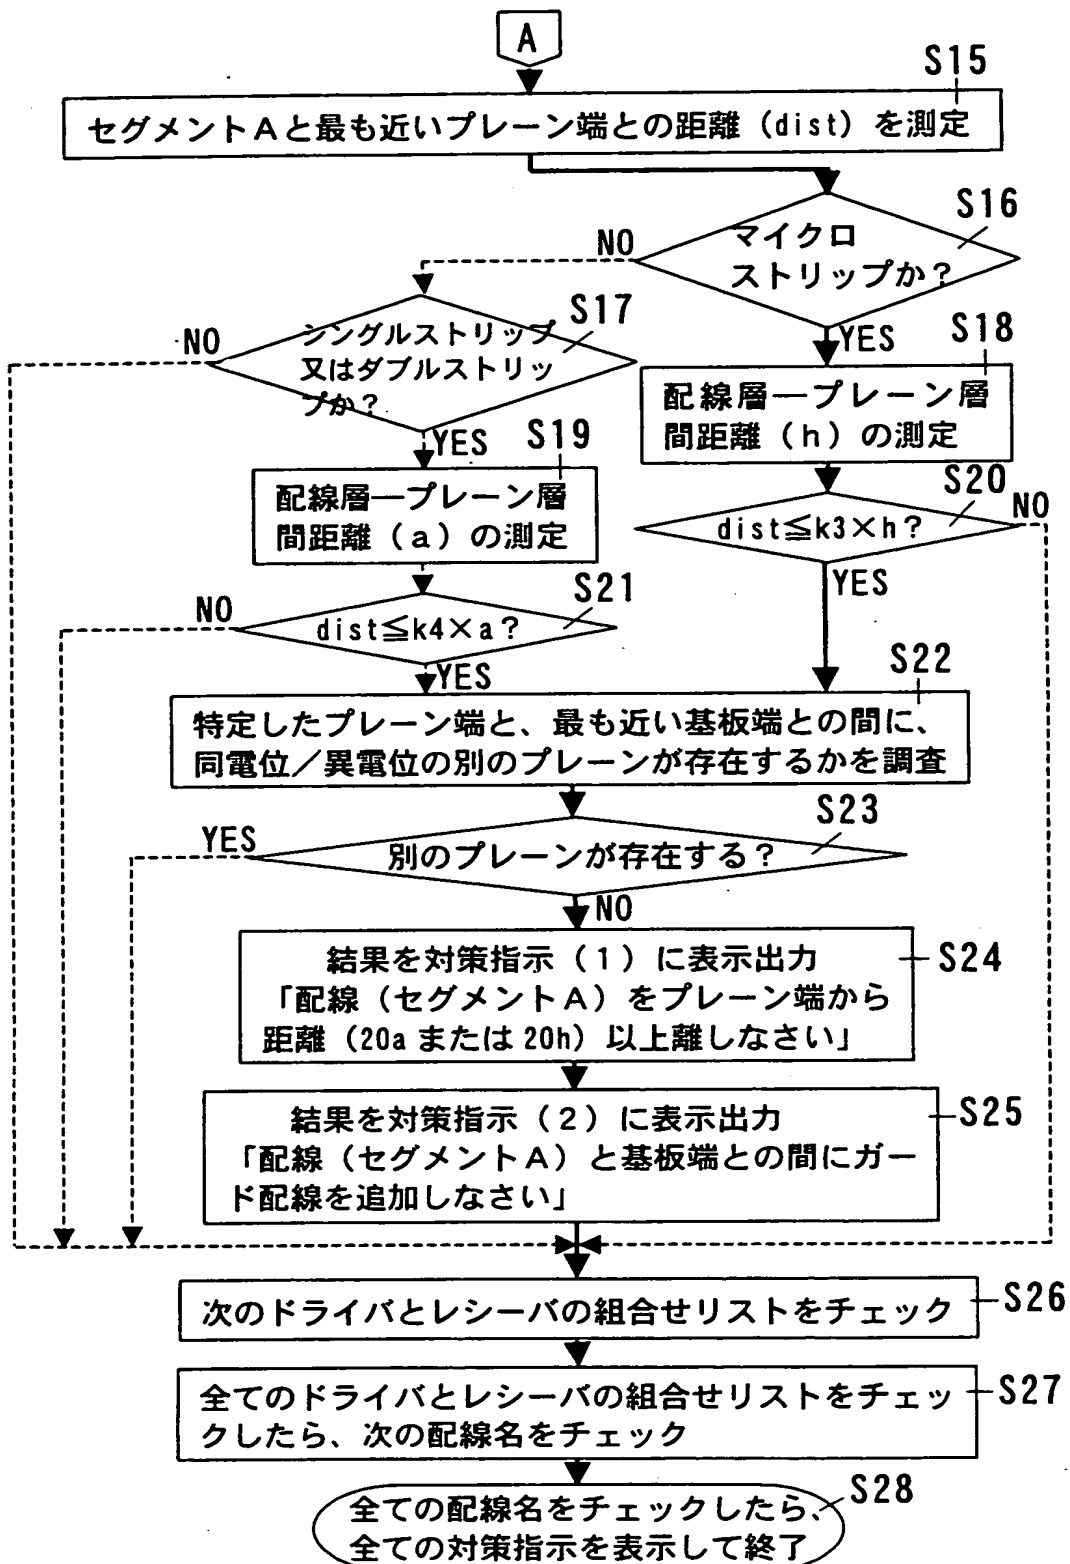 A
S15
セグメントAと最も近いプレーン端との距離（dist）を測定
S16
マイクロ
ストリップか？
NO
YES
S17
シングルストリップ
又はダブルストリッ
プか？
NO
YES
S18
配線層―プレーン層
間距離（h）の測定
S19
配線層―プレーン層
間距離（a）の測定
S20
dist≦k3×h？
NO
YES
S21
dist≦k4×a？
NO
YES
S22
特定したプレーン端と、最も近い基板端との間に、
同電位／異電位の別のプレーンが存在するかを調査
S23
別のプレーンが存在する？
YES
NO
S24
結果を対策指示（1）に表示出力
「配線（セグメントA）をプレーン端から
距離（20a または 20h）以上離しなさい」
S25
結果を対策指示（2）に表示出力
「配線（セグメントA）と基板端との間にガー
ド配線を追加しなさい」
S26
次のドライバとレシーバの組合せリストをチェック
S27
全てのドライバとレシーバの組合せリストをチェッ
クしたら、次の配線名をチェック
S28
全ての配線名をチェックしたら、
全ての対策指示を表示して終了